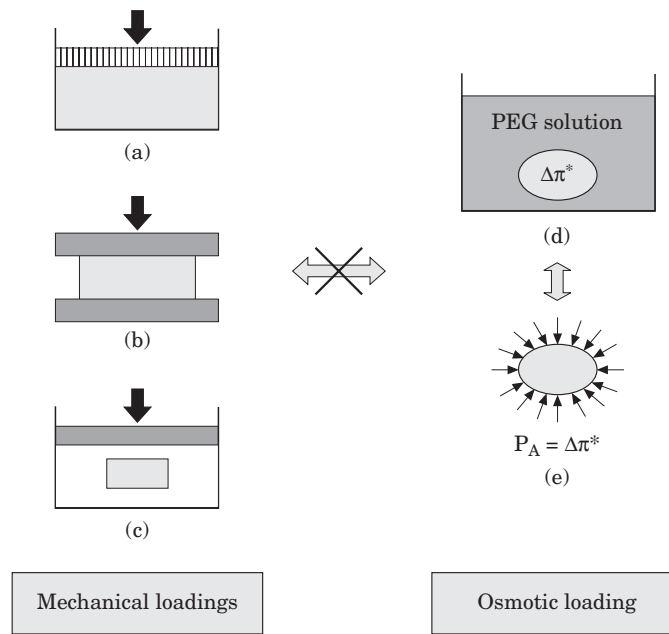 (a)
(b)
(c)
Mechanical loadings
PEG solution
Δπ*
(d)
P_A = Δπ*
(e)
Osmotic loading